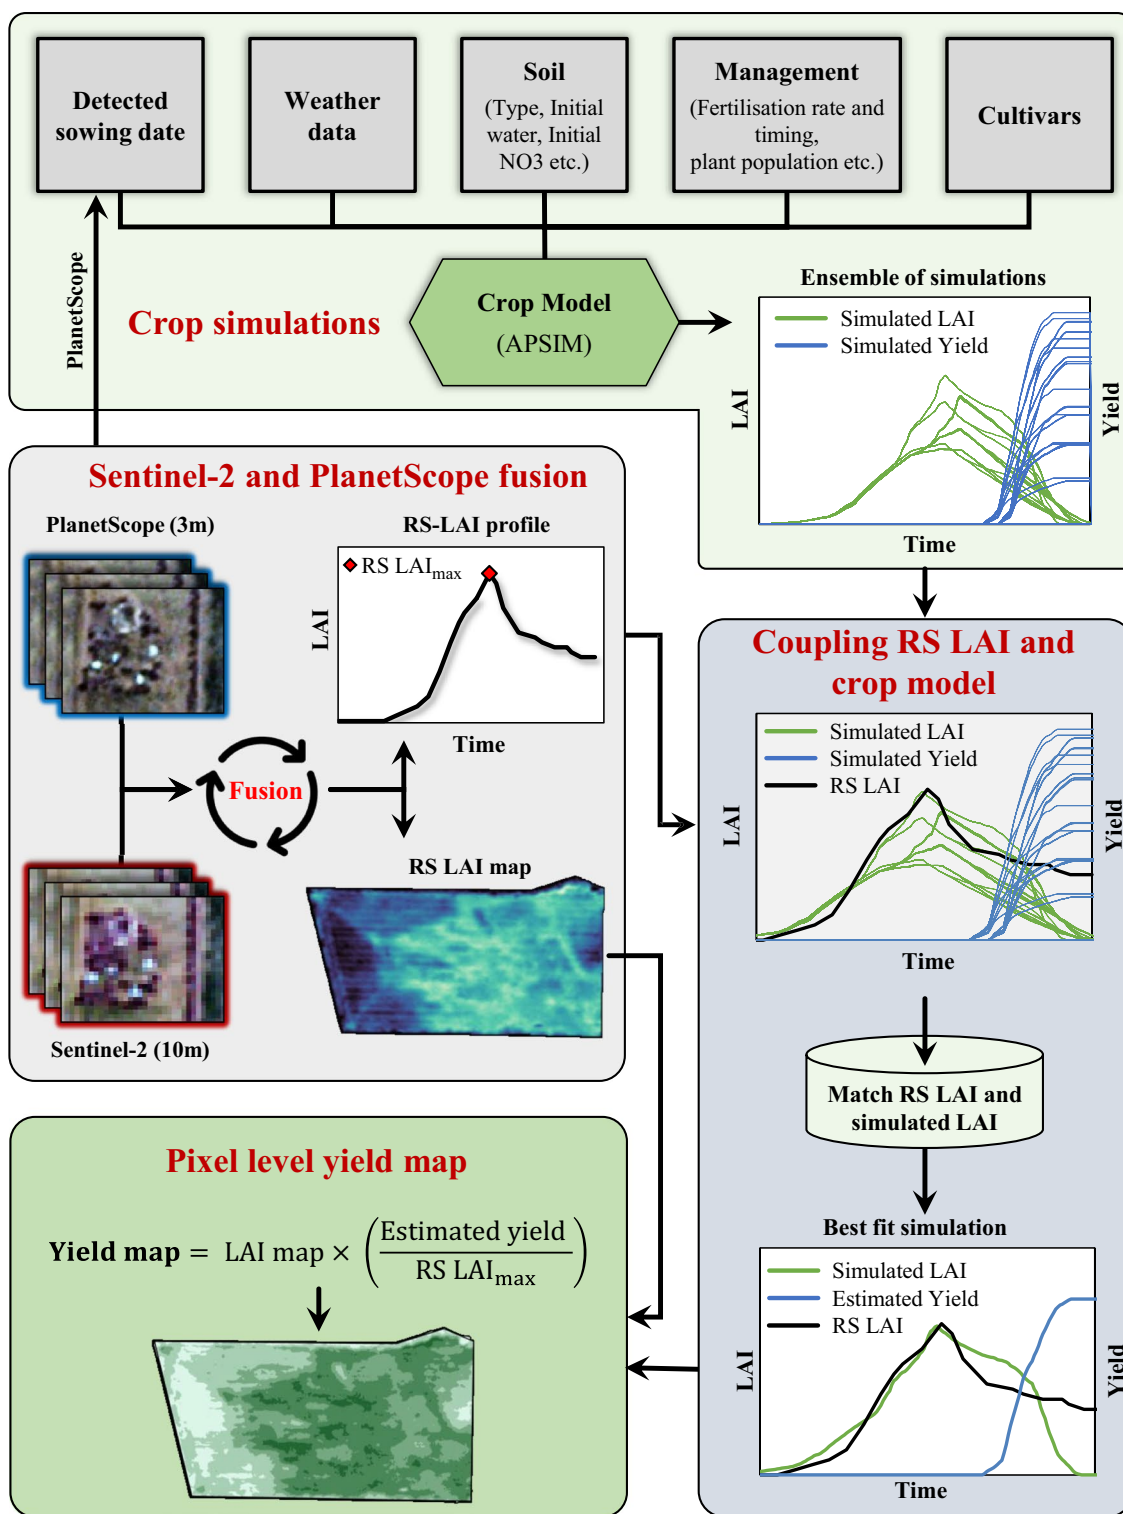 Detected
sowing date
Weather
data
Soil
(Type, Initial
water, Initial
NO3 etc.)
Management
(Fertilisation rate and
timing,
plant population etc.)
Cultivars
PlanetScope
Crop simulations
Crop Model
(APSIM)
Ensemble of simulations
Simulated LAI
Simulated Yield
LAI
Yield
Time
Sentinel-2 and PlanetScope fusion
PlanetScope (3m)
RS-LAI profile
RS LAImax
LAI
Time
Fusion
RS LAI map
Sentinel-2 (10m)
Coupling RS LAI and
crop model
Simulated LAI
Simulated Yield
RS LAI
LAI
Yield
Time
Match RS LAI and
simulated LAI
Best fit simulation
Simulated LAI
Estimated Yield
RS LAI
LAI
Yield
Time
Pixel level yield map
Yield map = LAI map × (Estimated yield / RS LAImax)